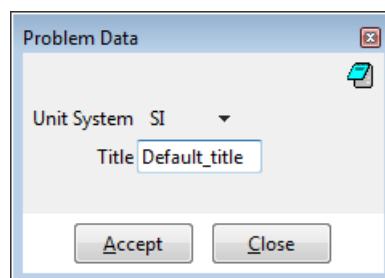 Problem Data
Unit System SI
Title Default_title
Accept Close